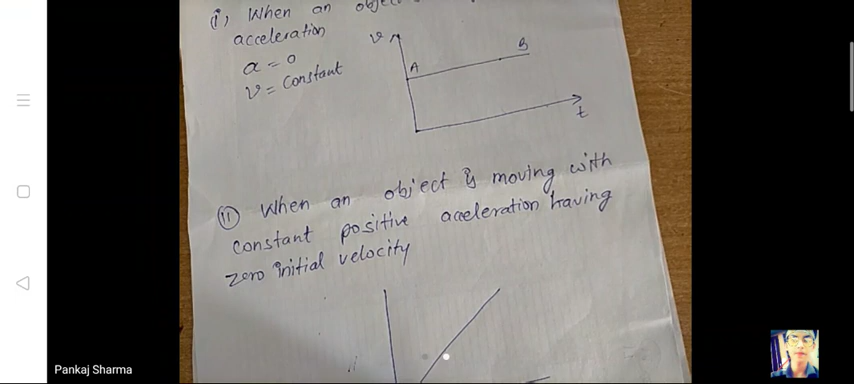 (i) When an object
acceleration
a = 0
v = Constant
v
A
B
t
(II) When an object is moving with
constant positive acceleration having
zero initial velocity
Pankaj Sharma